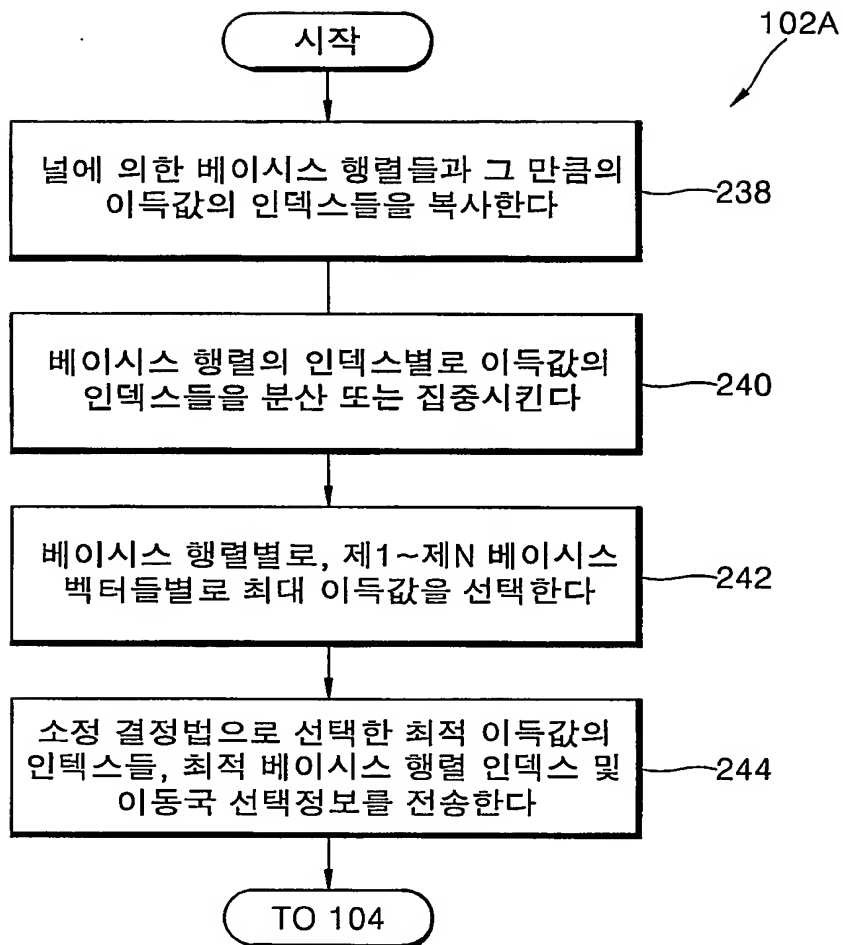 102A
시작
널에 의한 베이시스 행렬들과 그 만큼의
이득값의 인덱스들을 복사한다
238
베이시스 행렬의 인덱스별로 이득값의
인덱스들을 분산 또는 집중시킨다
240
베이시스 행렬별로, 제1~제N 베이시스
벡터들별로 최대 이득값을 선택한다
242
소정 결정법으로 선택한 최적 이득값의
인텍스들, 최적 베이시스 행렬 인덱스 및
이동국 선택정보를 전송한다
244
TO 104